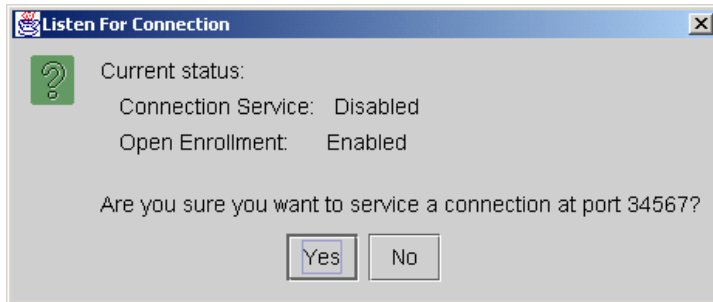 Listen For Connection
Current status:
Connection Service: Disabled
Open Enrollment: Enabled
Are you sure you want to service a connection at port 34567?
Yes No